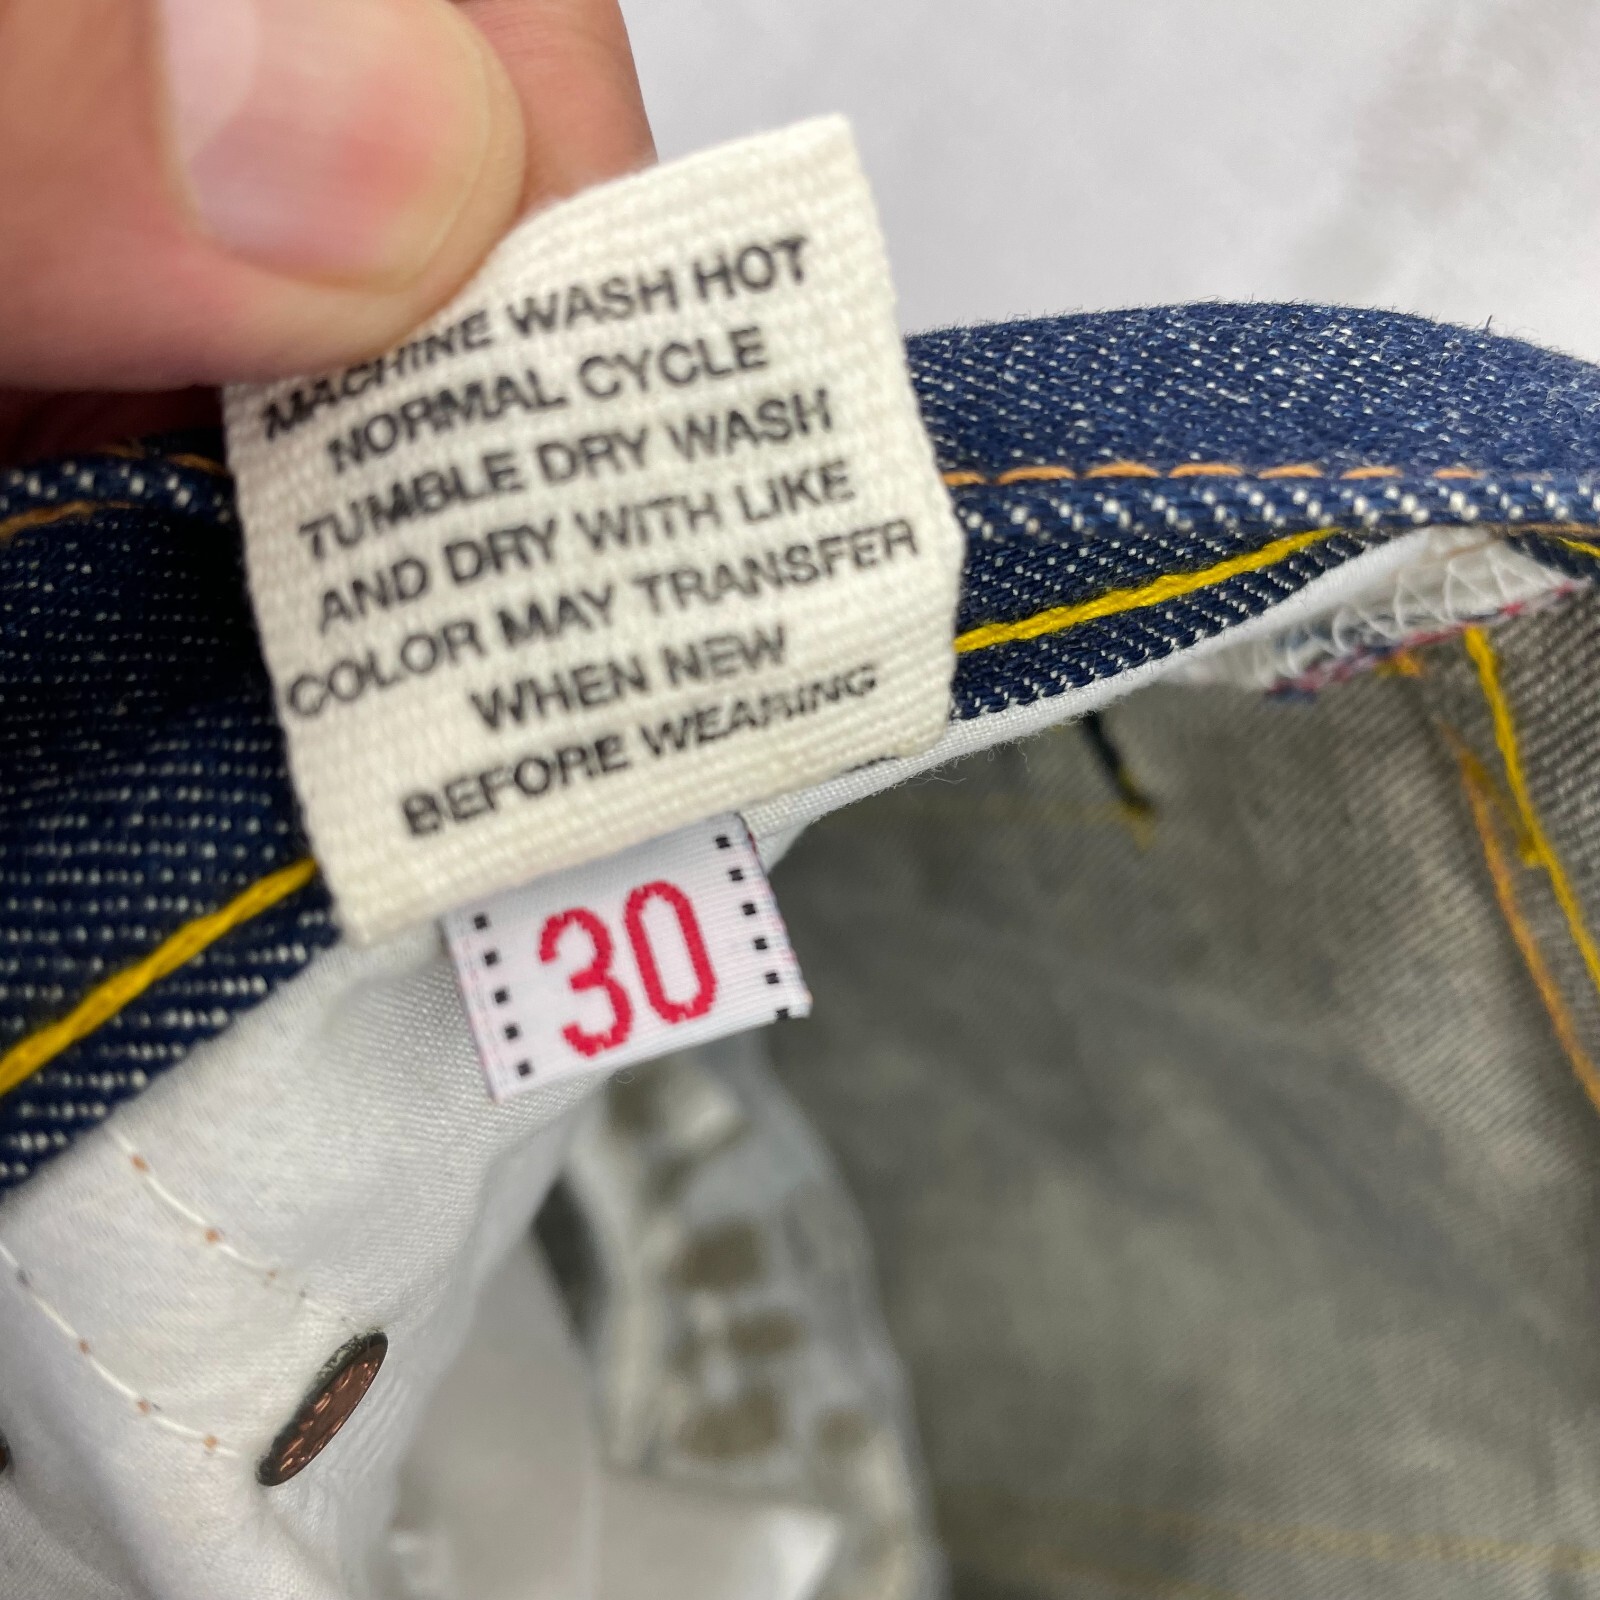 MACHINE WASH HOT
NORMAL CYCLE
TUMBLE DRY WASH
AND DRY WITH LIKE
COLOR MAY TRANSFER
WHEN NEW
BEFORE WEARING
30